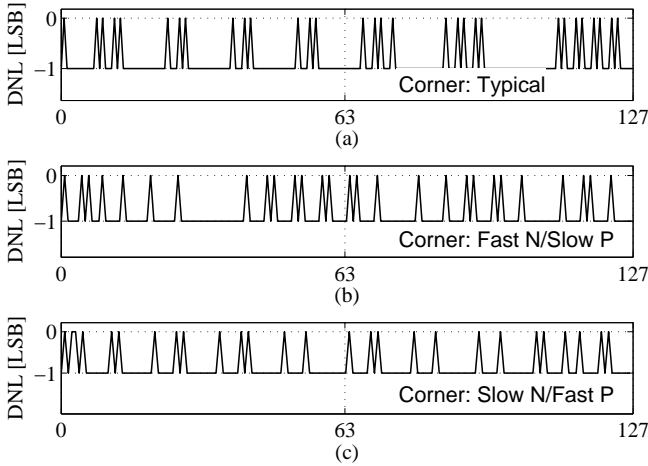 DNL [LSB]
0
−1
Corner: Typical
0
63
127
(a)
DNL [LSB]
0
−1
Corner: Fast N/Slow P
0
63
127
(b)
DNL [LSB]
0
−1
Corner: Slow N/Fast P
0
63
127
(c)